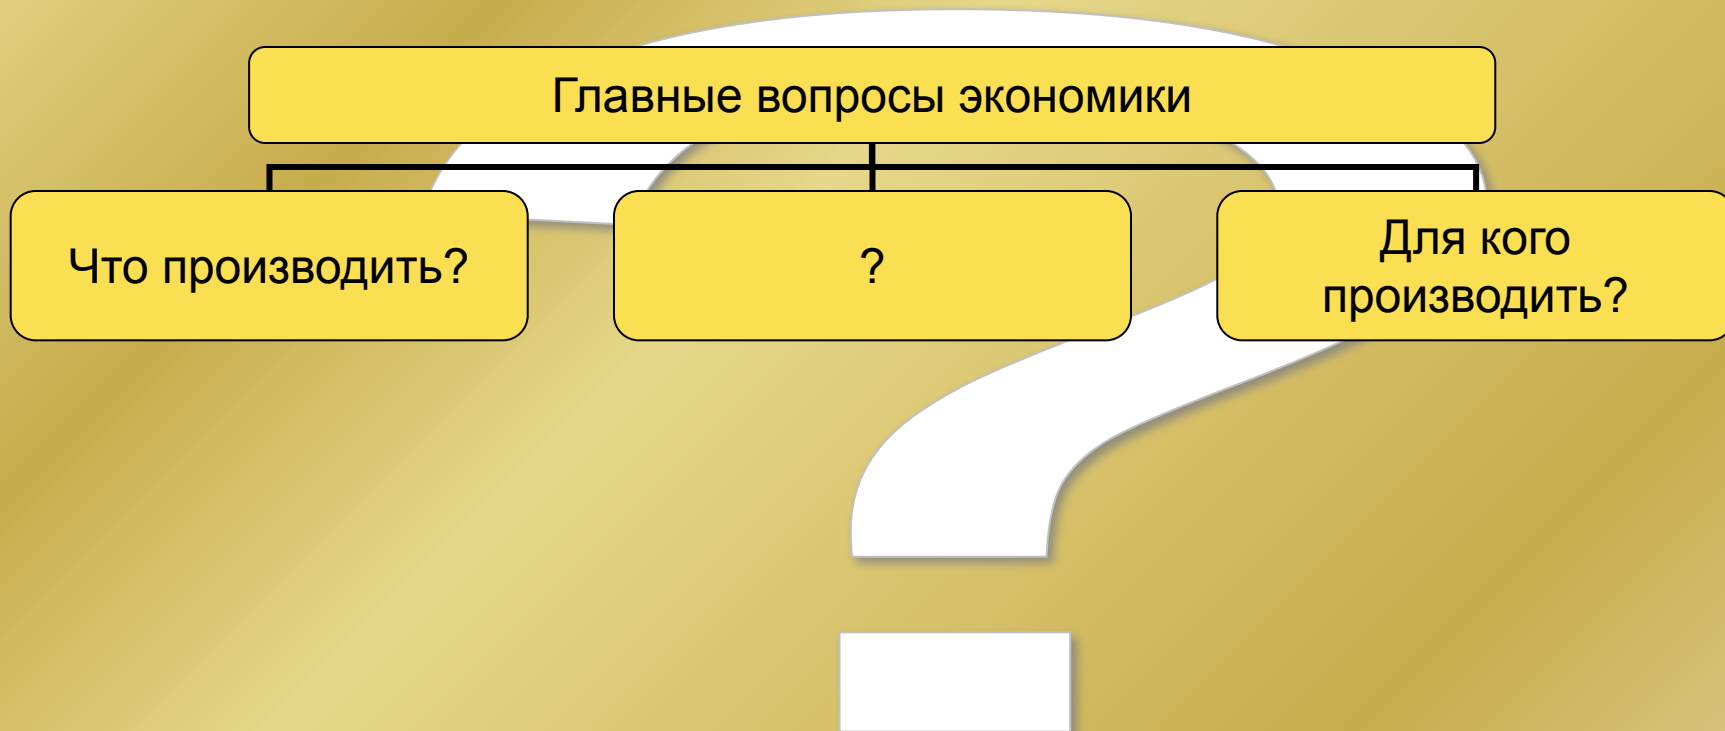 Главные вопросы экономики
Что производить?
?
Для кого
производить?
?